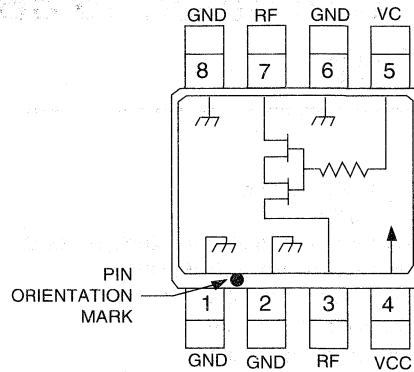 GND RF GND VC
8 7 6 5
PIN
ORIENTATION
MARK
1 2 3 4
GND GND RF VCC